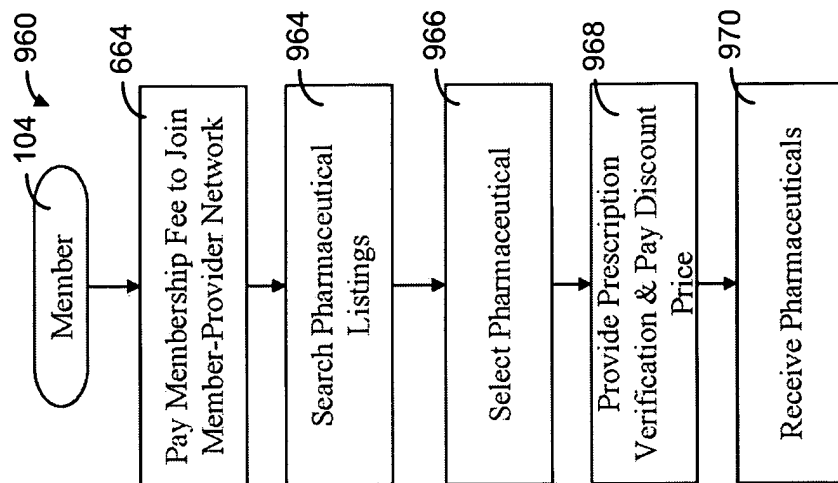 960
104
Member
664
Pay Membership Fee to Join
Member-Provider Network
964
Search Pharmaceutical
Listings
966
Select Pharmaceutical
968
Provide Prescription
Verification & Pay Discount
Price
970
Receive Pharmaceuticals